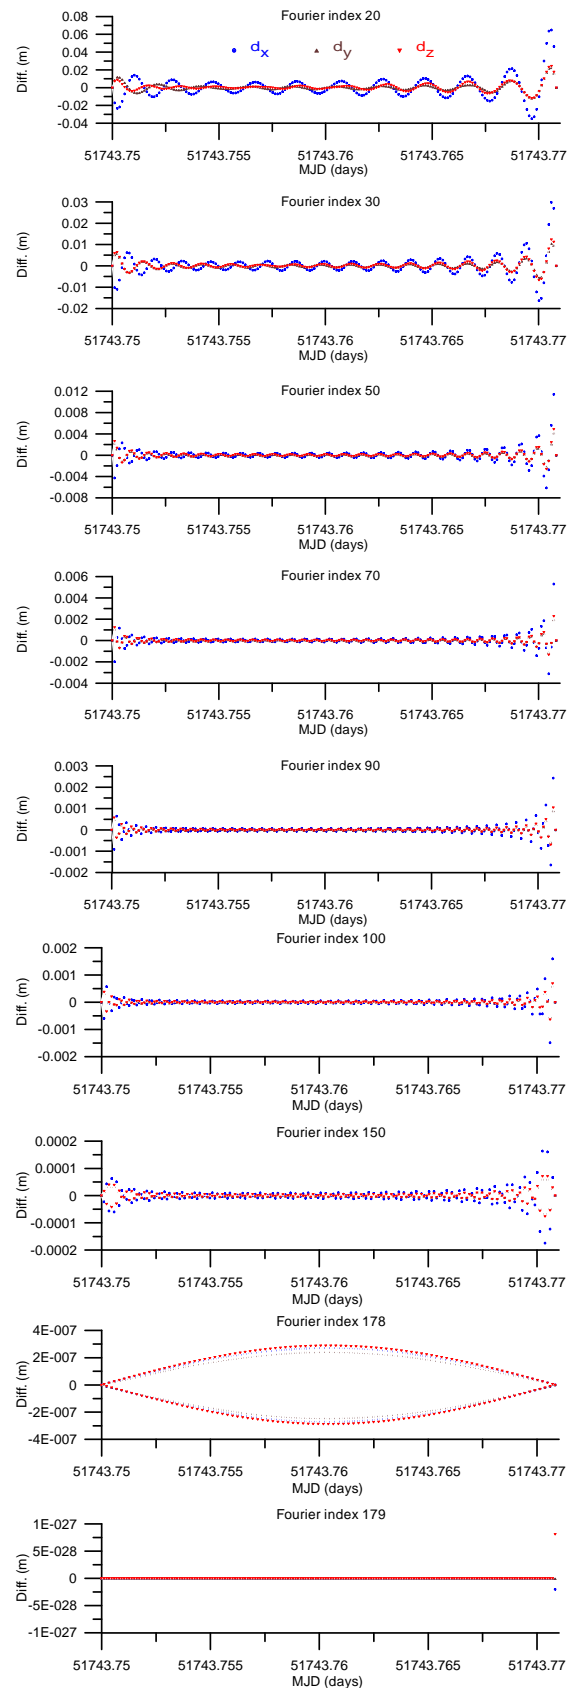 Fourier index 20
0.08
0.06
0.04
0.02
0
-0.02
-0.04
Diff. (m)
d_x d_y d_z
51743.75 51743.755 51743.76 51743.765 51743.77
MJD (days)
Fourier index 30
0.03
0.02
0.01
0
-0.01
-0.02
Diff. (m)
51743.75 51743.755 51743.76 51743.765 51743.77
MJD (days)
Fourier index 50
0.012
0.008
0.004
0
-0.004
-0.008
Diff. (m)
51743.75 51743.755 51743.76 51743.765 51743.77
MJD (days)
Fourier index 70
0.006
0.004
0.002
0
-0.002
-0.004
Diff. (m)
51743.75 51743.755 51743.76 51743.765 51743.77
MJD (days)
Fourier index 90
0.003
0.002
0.001
0
-0.001
-0.002
Diff. (m)
51743.75 51743.755 51743.76 51743.765 51743.77
MJD (days)
Fourier index 100
0.002
0.001
0
-0.001
-0.002
Diff. (m)
51743.75 51743.755 51743.76 51743.765 51743.77
MJD (days)
Fourier index 150
0.0002
0.0001
0
-0.0001
-0.0002
Diff. (m)
51743.75 51743.755 51743.76 51743.765 51743.77
MJD (days)
Fourier index 178
4E-007
2E-007
0
-2E-007
-4E-007
Diff. (m)
51743.75 51743.755 51743.76 51743.765 51743.77
MJD (days)
Fourier index 179
1E-027
5E-028
0
-5E-028
-1E-027
Diff. (m)
51743.75 51743.755 51743.76 51743.765 51743.77
MJD (days)